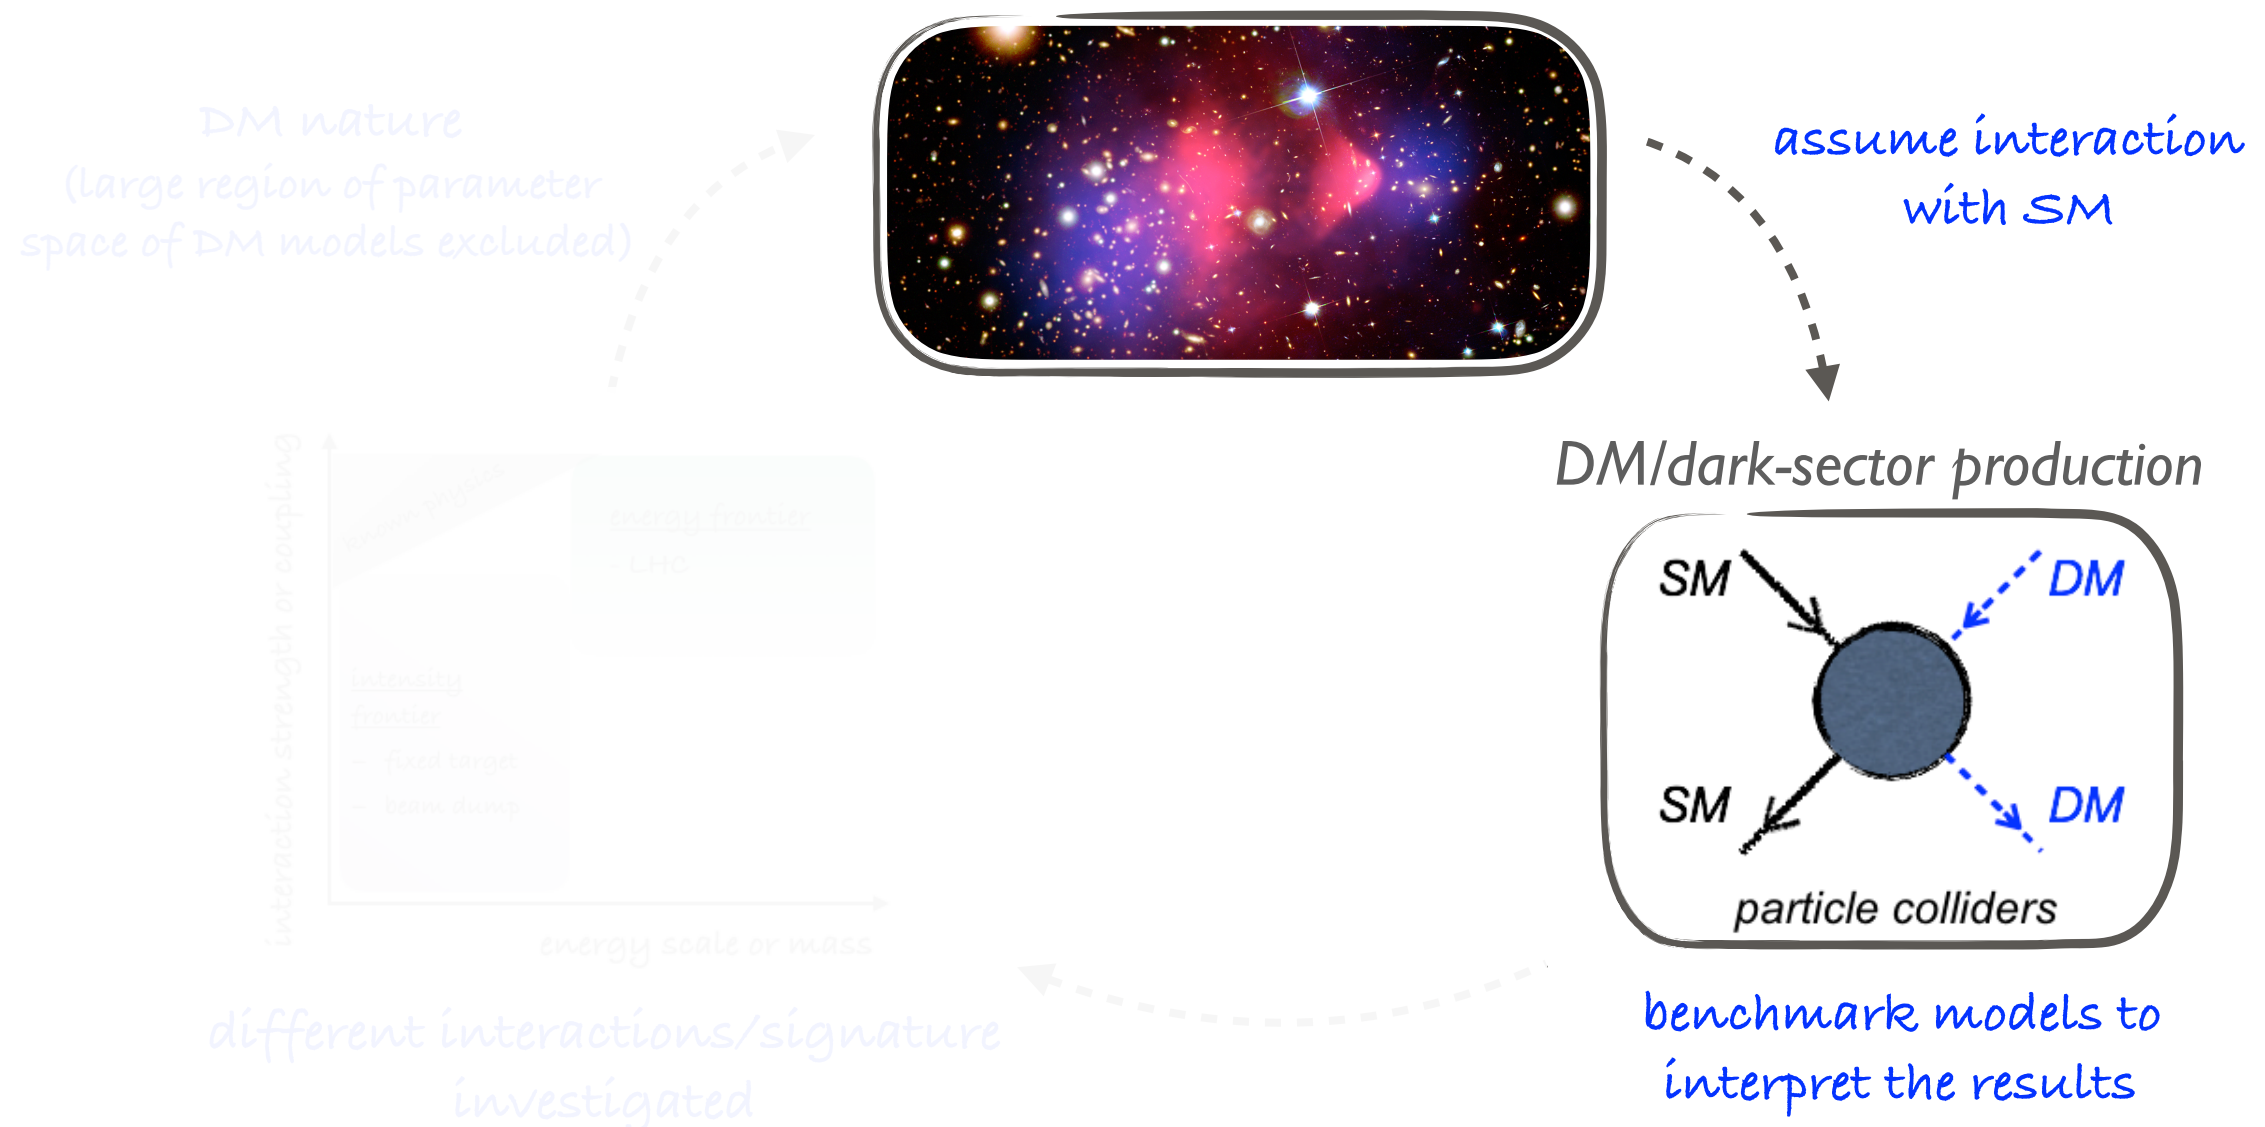 DM nature
(large region of parameter
space of DM models excluded)
assume interaction
with SM
interaction strength or coupling
known physics
energy frontier
- LHC
intensity
frontier
- fixed target
- beam dump
energy scale or mass
different interactions/signature
investigated
DM/dark-sector production
SM
DM
SM
DM
particle colliders
benchmark models to
interpret the results